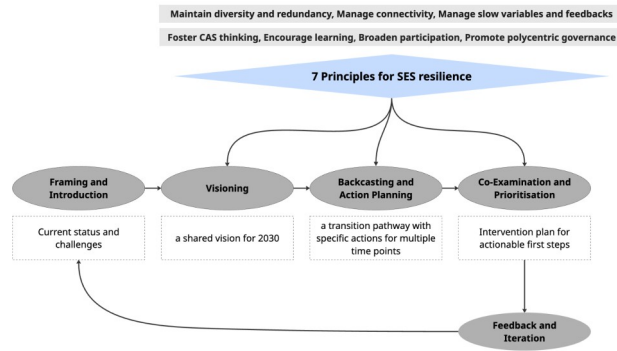 Maintain diversity and redundancy, Manage connectivity, Manage slow variables and feedbacks
Foster CAS thinking, Encourage learning, Broaden participation, Promote polycentric governance
7 Principles for SES resilience
Framing and
Introduction
Visioning
Backcasting and
Action Planning
Co-Examination and
Prioritisation
Current status and
challenges
a shared vision for 2030
a transition pathway with
specific actions for multiple
time points
Intervention plan for
actionable first steps
Feedback and
Iteration